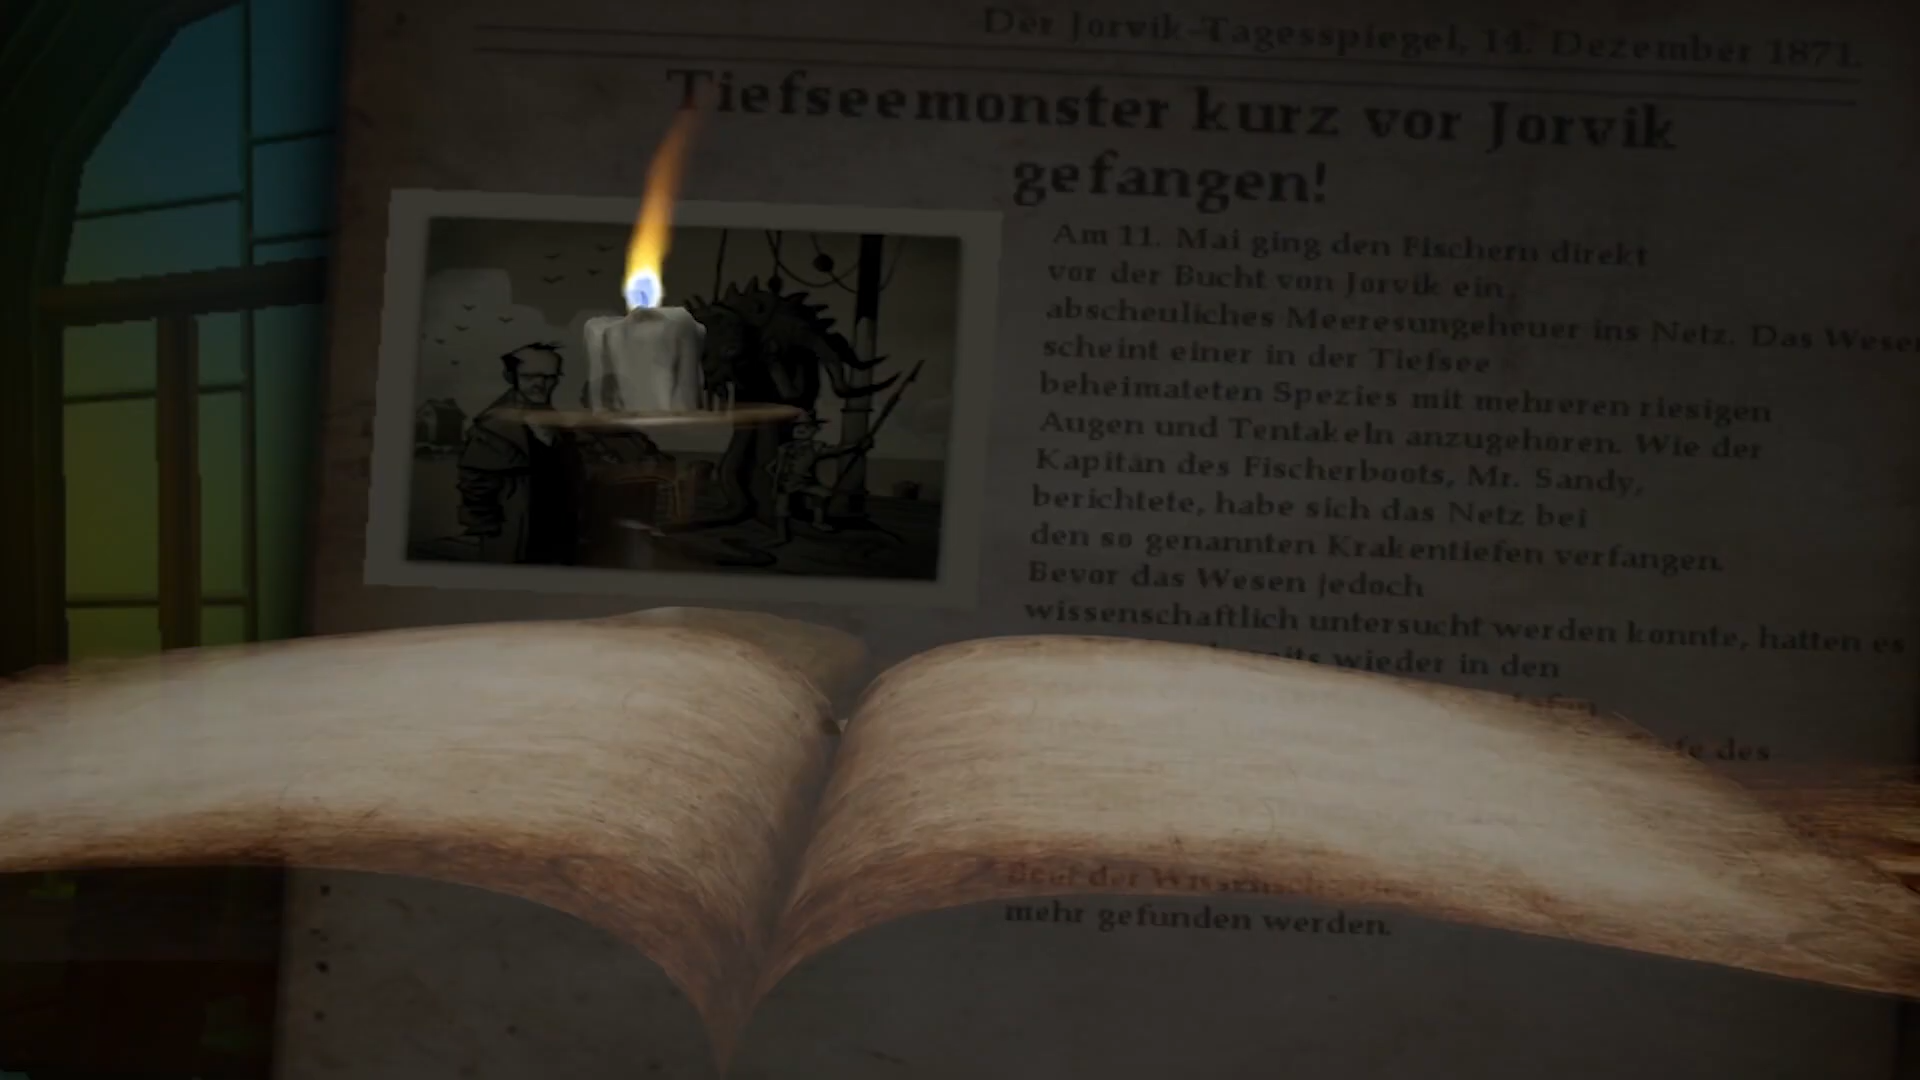 Der Jorvik-Tagesspiegel, 14. Dezember 1871.
Tiefseemonster kurz vor Jorvik
gefangen!
Am 11. Mai ging den Fischern direkt
vor der Bucht von Jorvik ein
abscheuliches Meeresungeheuer ins Netz. Das Wesen
scheint einer in der Tiefsee
beheimateten Spezies mit mehreren riesigen
Augen und Tentakeln anzugehören. Wie der
Kapitän des Fischerboots, Mr. Sandy,
berichtete, habe sich das Netz bei
den so genannten Krakentiefen verfangen.
Bevor das Wesen jedoch
wissenschaftlich untersucht werden konnte, hatten es
wieder in den
des
der
mehr gefunden werden.